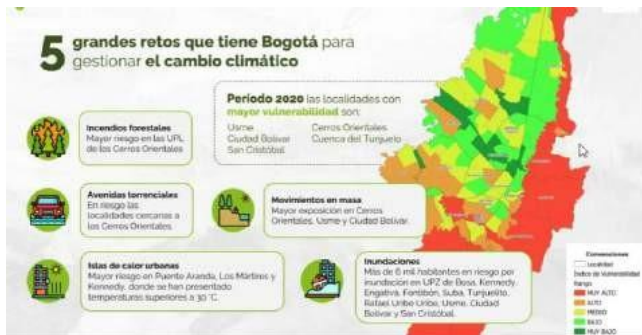 5 grandes retos que tiene Bogotá para
gestionar el cambio climático
Período 2020 las localidades con
mayor vulnerabilidad son:
Usme
Ciudad Bolívar
San Cristóbal
Cerros Orientales
Cuenca del Tunjuelo
Incendios forestales
Mayor riesgo en las UPL
de los Cerros Orientales
Avenidas torrenciales
En riesgo las
localidades cercanas a
los Cerros Orientales
Movimientos en masa
Mayor exposición en Cerros
Orientales, Usme y Ciudad Bolívar.
Islas de calor urbanas
Mayor riesgo en Puente Aranda, Los Mártires y
Kennedy, donde se han presentado
temperaturas superiores a 30 °C
Inundaciones
Más de 6 mil habitantes en riesgo por
inundación en UPZ de Bosa, Kennedy,
Engativá, Fontibón, Suba, Tunjuelito,
Rafael Uribe Uribe, Usme, Ciudad
Bolívar y San Cristóbal.
Convenciones
Localidad
Índice de Vulnerabilidad
Rango
MUY ALTO
ALTO
MEDIO
BAJO
MUY BAJO